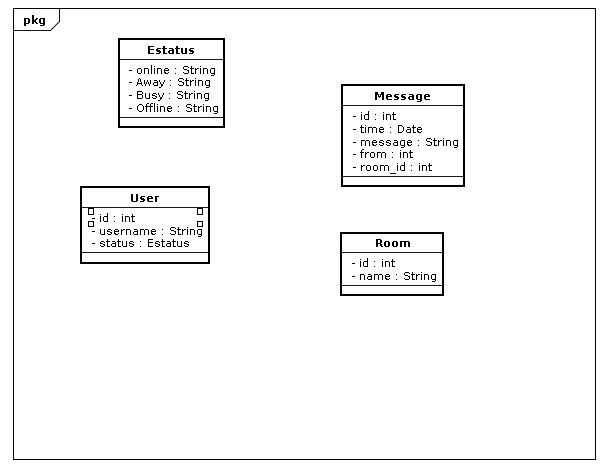 pkg
Estatus
- online : String
- Away : String
- Busy : String
- Offline : String
Message
- id : int
- time : Date
- message : String
- from : int
- room_id : int
User
- id : int
- username : String
- status : Estatus
Room
- id : int
- name : String